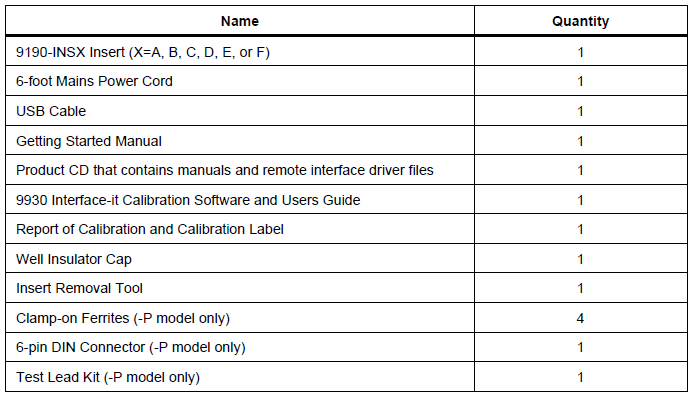 Name Quantity
9190-INSX Insert (X=A, B, C, D, E, or F) 1
6-foot Mains Power Cord 1
USB Cable 1
Getting Started Manual 1
Product CD that contains manuals and remote interface driver files 1
9930 Interface-it Calibration Software and Users Guide 1
Report of Calibration and Calibration Label 1
Well Insulator Cap 1
Insert Removal Tool 1
Clamp-on Ferrites (-P model only) 4
6-pin DIN Connector (-P model only) 1
Test Lead Kit (-P model only) 1